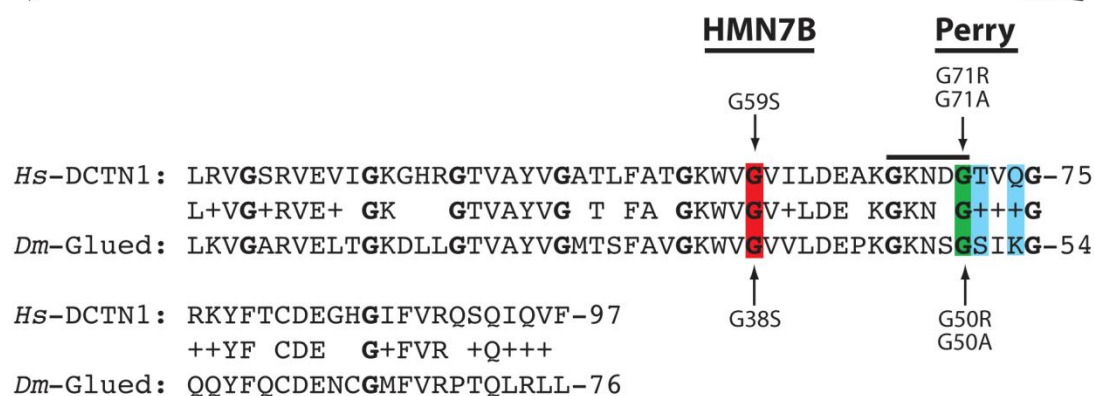 HMN7B Perry
G71R
G59S G71A
Hs-DCTN1: LRVGSRVEVIGKGHRGTVAYVGATLFATGKWVGVILDEAKGKNDGTVQG-75
L+VG+RVE+ GK GTVAYVG T FA GKWVGV+LDE KGKN G+++G
Dm-Glued: LKVGARVELTGKDLLGTVAYVGMTSFAVGKWVGVVLDEPKGKNSGSIKG-54
Hs-DCTN1: RKYFTCDEGHGIFVRQSQIQVF-97
G38S G50R
++YF CDE G+FVR +Q+++
G50A
Dm-Glued: QQYFQCDENCGMFVRPTQLRLL-76